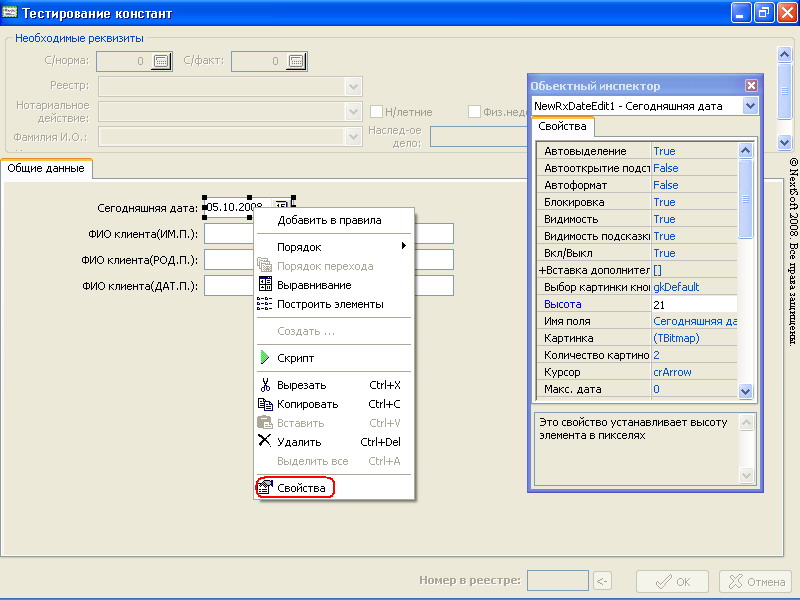 Тестирование констант
Необходимые реквизиты
С/норма: 0 С/факт: 0
Реестр:
Нотариальное действие:
Н/летние
Физ.неде
Фамилия И.О.:
Наслед-ое дело:
Общие данные
Сегодняшняя дата: 05.10.2008
ФИО клиента(ИМ.П.):
ФИО клиента(РОД.П.):
ФИО клиента(ДАТ.П.):
Добавить в правила
Порядок
Порядок перехода
Выравнивание
Построить элементы
Создать ...
Скрипт
Вырезать Ctrl+X
Копировать Ctrl+C
Вставить Ctrl+V
Удалить Ctrl+Del
Выделить все Ctrl+A
Свойства
Обьектный инспектор
NewRxDateEdit1 - Сегодняшняя дата
Свойства
Автовыделение True
Автооткрытие подст False
Автоформат False
Блокировка True
Видимость True
Видимость подсказки True
Вкл/Выкл True
+Вставка дополнител []
Выбор картинки кно gkDefault
Высота 21
Имя поля Сегодняшняя да
Картинка (TBitmap)
Количество картино 2
Курсор crArrow
Макс. дата 0
Это свойство устанавливает высоту
элемента в пикселях
© NextSoft 2008. Все права защищены.
Номер в реестре: <- OK Отмена